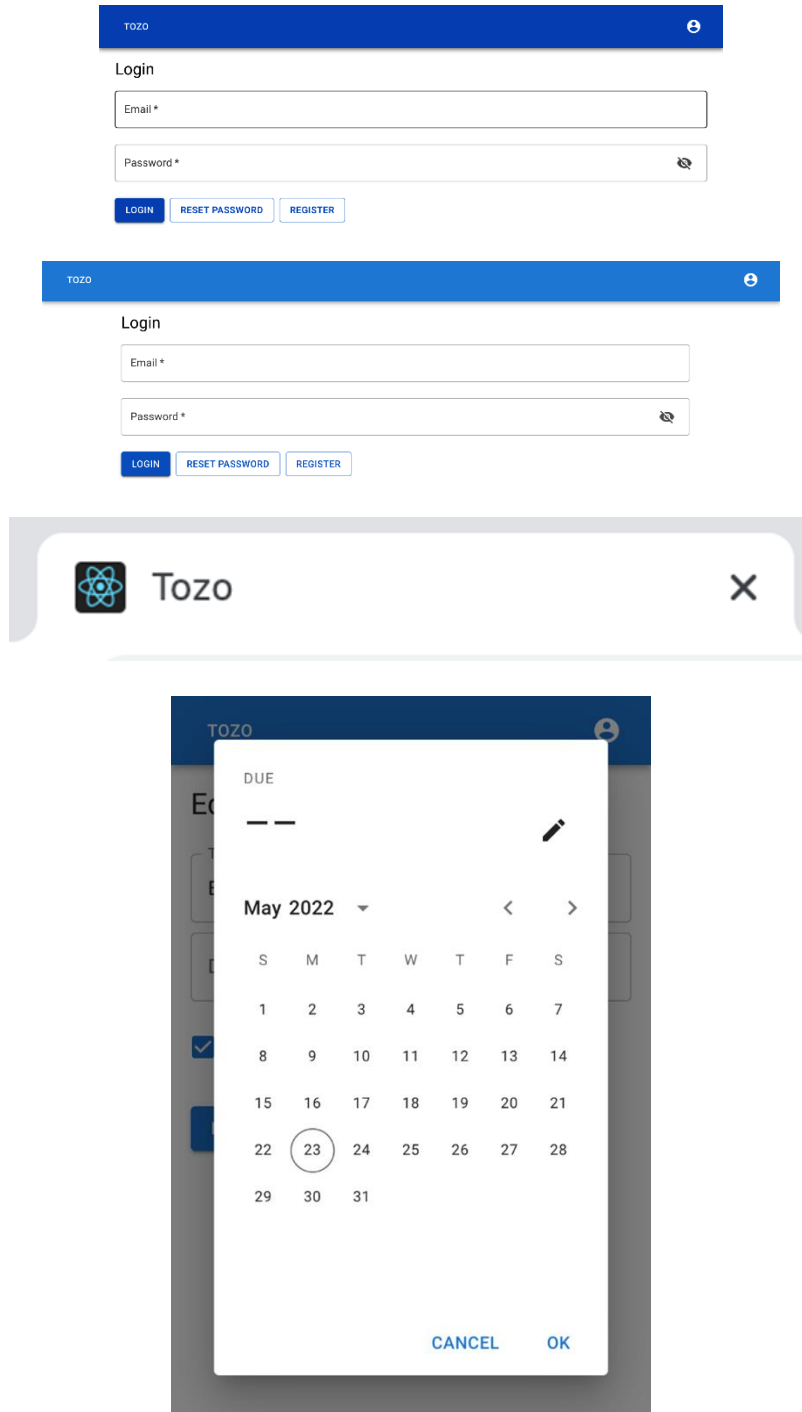 TOZO
Login
Email *
Password *
LOGIN RESET PASSWORD REGISTER
TOZO
Login
Email *
Password *
LOGIN RESET PASSWORD REGISTER
Tozo
TOZO
DUE
– –
May 2022
S M T W T F S
1 2 3 4 5 6 7
8 9 10 11 12 13 14
15 16 17 18 19 20 21
22 23 24 25 26 27 28
29 30 31
CANCEL OK